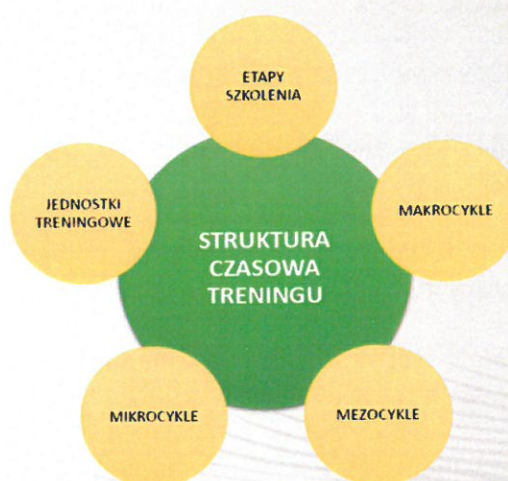 ETAPY
SZKOLENIA
JEDNOSTKI
TRENINGOWE
MAKROCYKLE
STRUKTURA
CZASOWA
TRENINGU
MIKROCYKLE
MEZOCYKLE